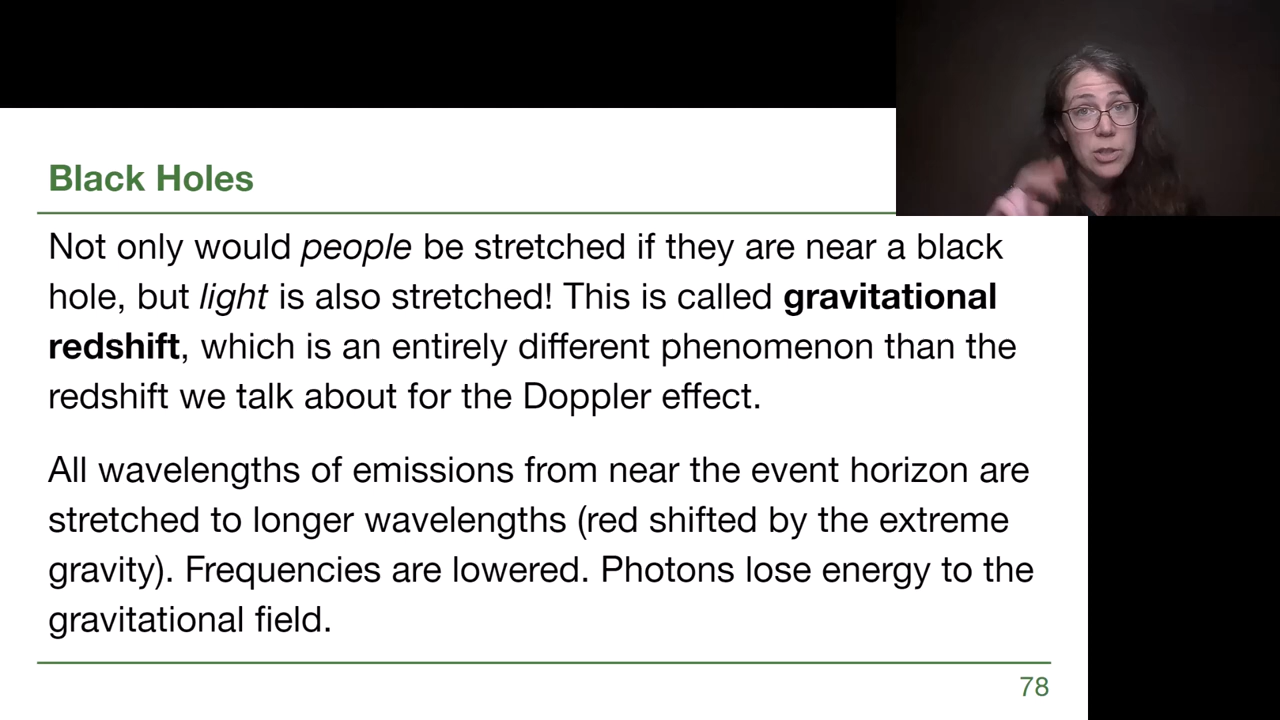 Black Holes
Not only would people be stretched if they are near a black
hole, but light is also stretched! This is called gravitational
redshift, which is an entirely different phenomenon than the
redshift we talk about for the Doppler effect.
All wavelengths of emissions from near the event horizon are
stretched to longer wavelengths (red shifted by the extreme
gravity). Frequencies are lowered. Photons lose energy to the
gravitational field.
78